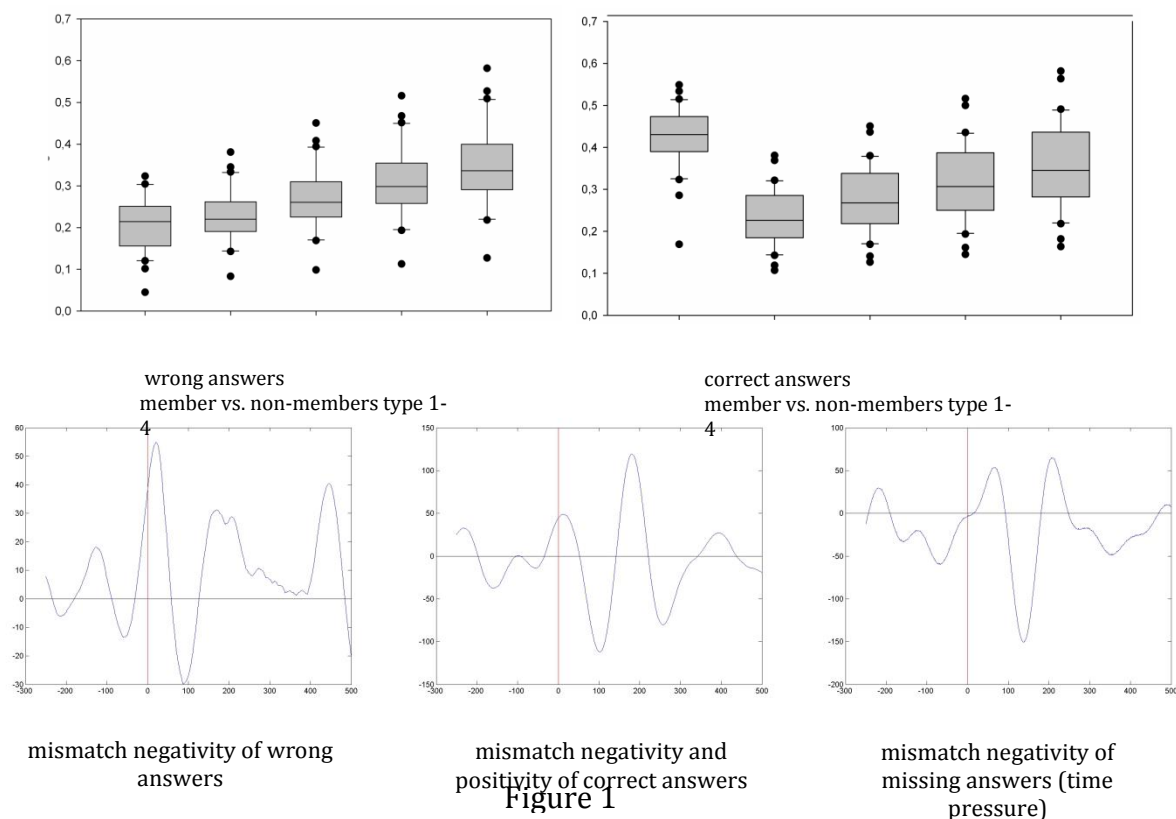 0,7
0,6
0,5
0,4
0,3
0,2
0,1
0,0
0,7
0,6
0,5
0,4
0,3
0,2
0,1
0,0
wrong answers
member vs. non-members type 1-
4
correct answers
member vs. non-members type 1-
4
60
50
40
30
20
10
0
-10
-20
-30
-300 -200 -100 0 100 200 300 400 500
150
100
50
0
-50
-100
-150
-300 -200 -100 0 100 200 300 400 500
100
50
0
-50
-100
-150
-200
-300 -200 -100 0 100 200 300 400 500
mismatch negativity of wrong
answers
mismatch negativity and
positivity of correct answers
mismatch negativity of
missing answers (time
pressure)
Figure 1